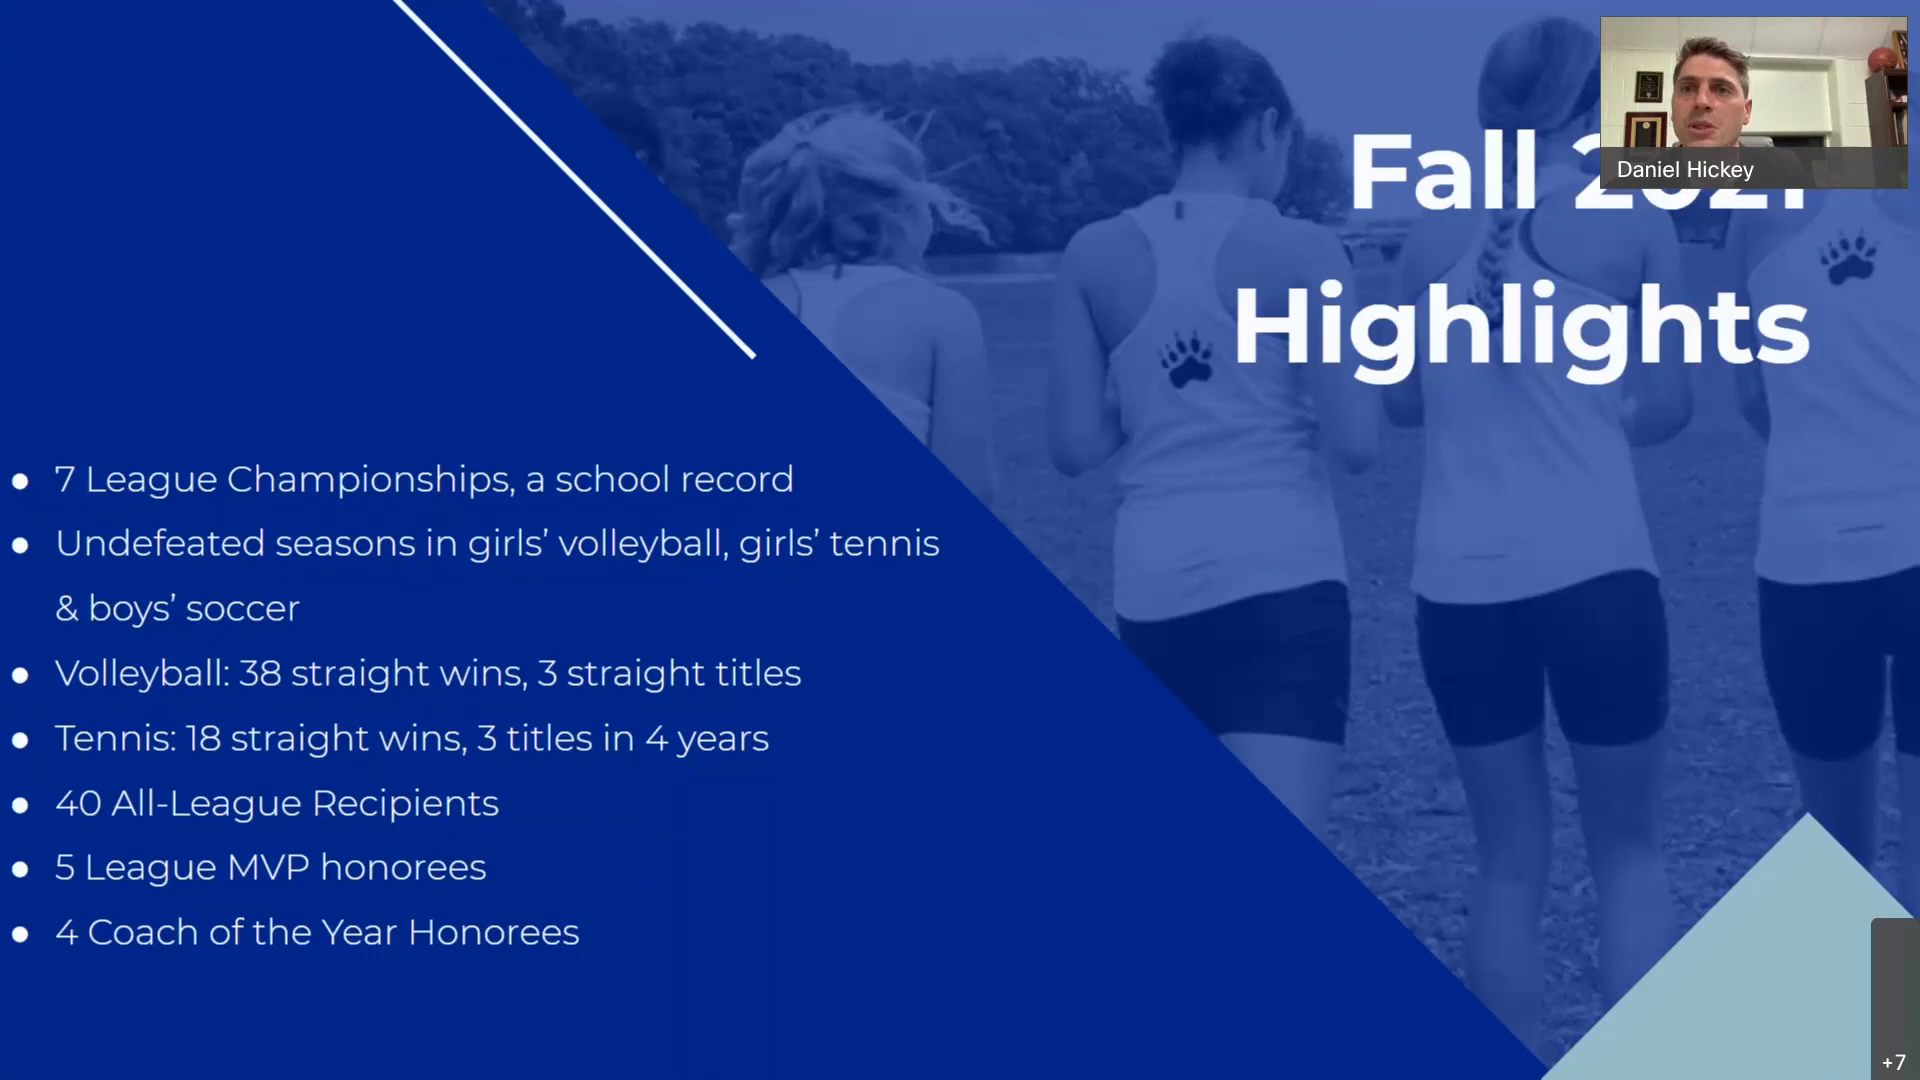 Fall 2021
Highlights
Daniel Hickey
● 7 League Championships, a school record
● Undefeated seasons in girls’ volleyball, girls’ tennis
& boys’ soccer
● Volleyball: 38 straight wins, 3 straight titles
● Tennis: 18 straight wins, 3 titles in 4 years
● 40 All-League Recipients
● 5 League MVP honorees
● 4 Coach of the Year Honorees
+7